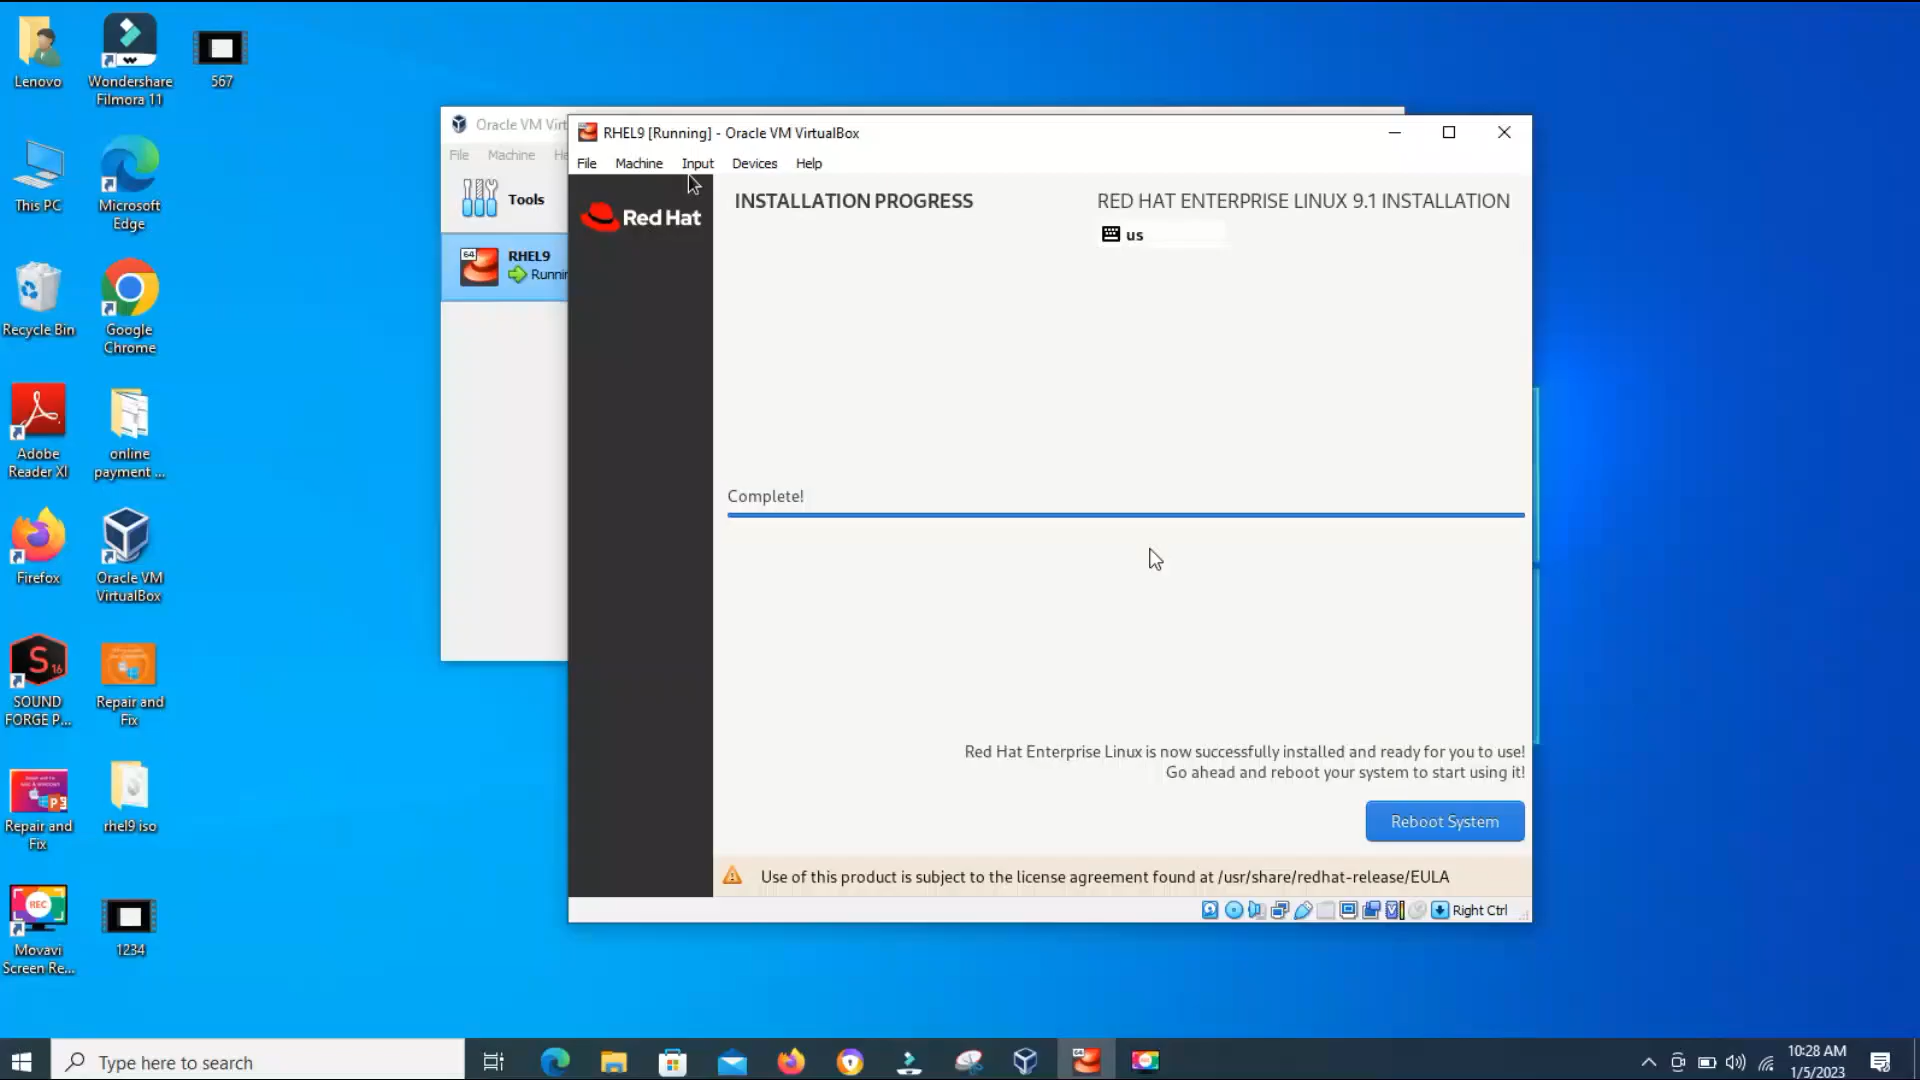 Lenovo
Wondershare
Filmora 11
567
This PC
Microsoft
Edge
Recycle Bin
Google
Chrome
Adobe
Reader XI
online
payment ...
Firefox
Oracle VM
VirtualBox
SOUND
FORGE P...
Repair and
Fix
Repair and
Fix
rhel9 iso
REC
Movavi
Screen Re...
1234
Oracle VM Virt
File Machine He
Tools
64
RHEL9
Runnin
RHEL9 [Running] - Oracle VM VirtualBox
File Machine Input Devices Help
Red Hat
INSTALLATION PROGRESS
RED HAT ENTERPRISE LINUX 9.1 INSTALLATION
us
Complete!
Red Hat Enterprise Linux is now successfully installed and ready for you to use!
Go ahead and reboot your system to start using it!
Reboot System
Use of this product is subject to the license agreement found at /usr/share/redhat-release/EULA
Right Ctrl
Type here to search
10:28 AM
1/5/2023